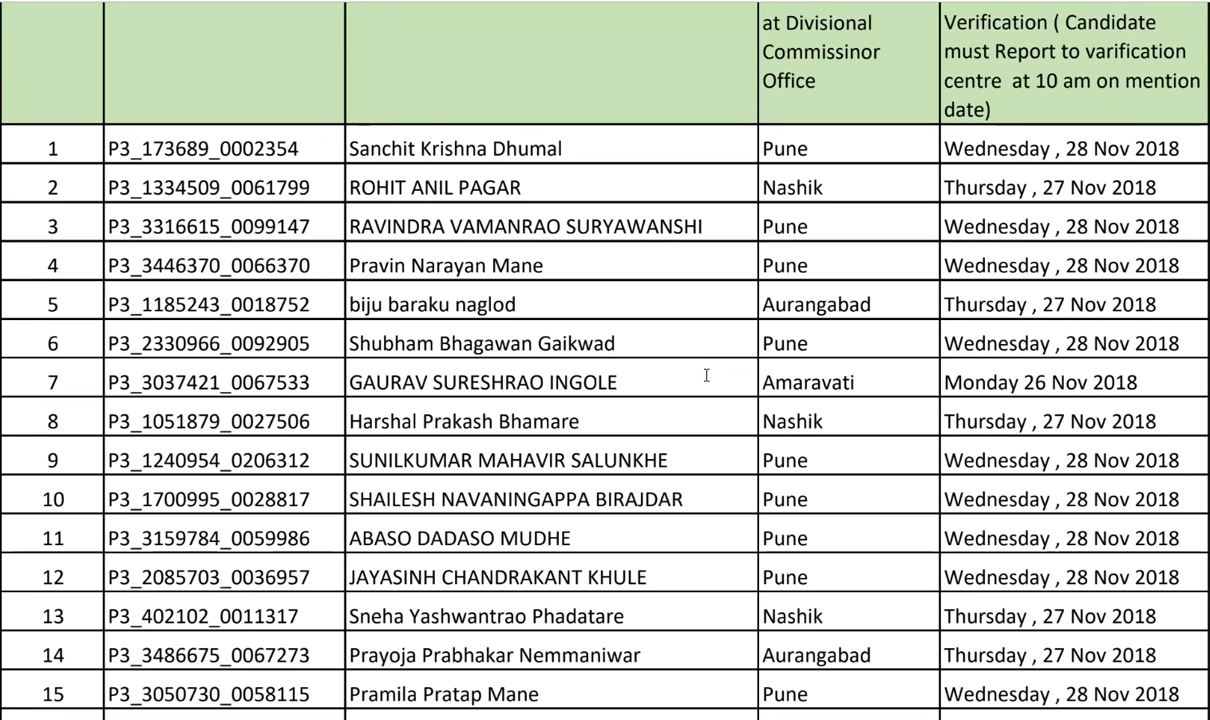 at Divisional
Commissinor
Office
Verification ( Candidate
must Report to varification
centre at 10 am on mention
date)
1 P3_173689_0002354 Sanchit Krishna Dhumal Pune Wednesday , 28 Nov 2018
2 P3_1334509_0061799 ROHIT ANIL PAGAR Nashik Thursday , 27 Nov 2018
3 P3_3316615_0099147 RAVINDRA VAMANRAO SURYAWANSHI Pune Wednesday , 28 Nov 2018
4 P3_3446370_0066370 Pravin Narayan Mane Pune Wednesday , 28 Nov 2018
5 P3_1185243_0018752 biju baraku naglod Aurangabad Thursday , 27 Nov 2018
6 P3_2330966_0092905 Shubham Bhagawan Gaikwad Pune Wednesday , 28 Nov 2018
7 P3_3037421_0067533 GAURAV SURESHRAO INGOLE Amaravati Monday 26 Nov 2018
8 P3_1051879_0027506 Harshal Prakash Bhamare Nashik Thursday , 27 Nov 2018
9 P3_1240954_0206312 SUNILKUMAR MAHAVIR SALUNKHE Pune Wednesday , 28 Nov 2018
10 P3_1700995_0028817 SHAILESH NAVANINGAPPA BIRAJDAR Pune Wednesday , 28 Nov 2018
11 P3_3159784_0059986 ABASO DADASO MUDHE Pune Wednesday , 28 Nov 2018
12 P3_2085703_0036957 JAYASINH CHANDRAKANT KHULE Pune Wednesday , 28 Nov 2018
13 P3_402102_0011317 Sneha Yashwantrao Phadatare Nashik Thursday , 27 Nov 2018
14 P3_3486675_0067273 Prayoja Prabhakar Nemmaniwar Aurangabad Thursday , 27 Nov 2018
15 P3_3050730_0058115 Pramila Pratap Mane Pune Wednesday , 28 Nov 2018